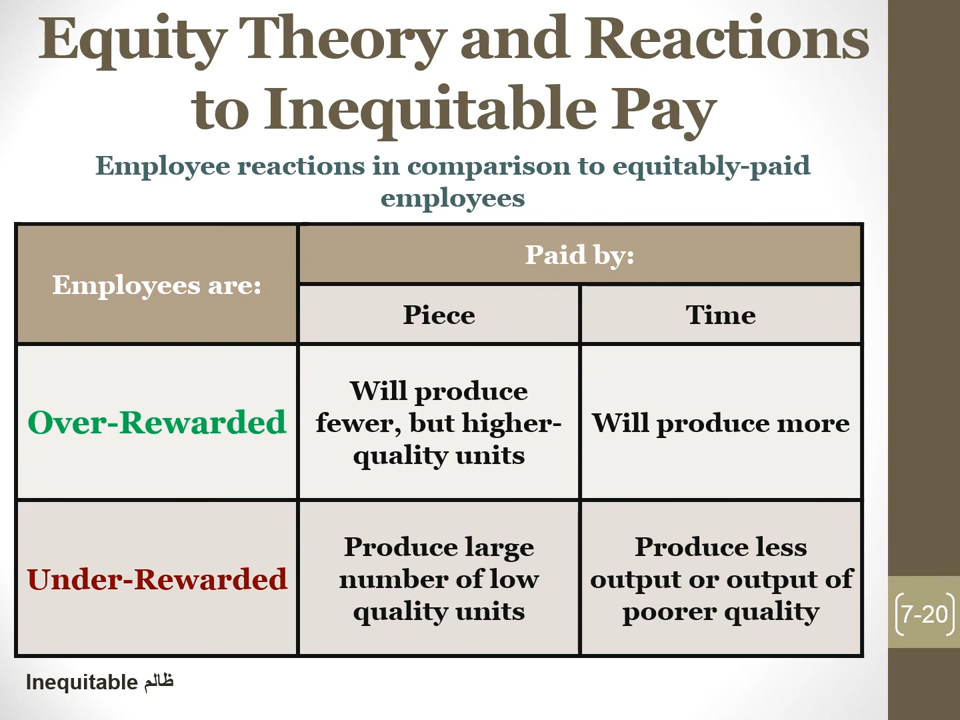 Equity Theory and Reactions
to Inequitable Pay
Employee reactions in comparison to equitably-paid
employees
Employees are:
Paid by:
Piece
Time
Over-Rewarded
Will produce
fewer, but higher-
quality units
Will produce more
Under-Rewarded
Produce large
number of low
quality units
Produce less
output or output of
poorer quality
7-20
Inequitable ظالم